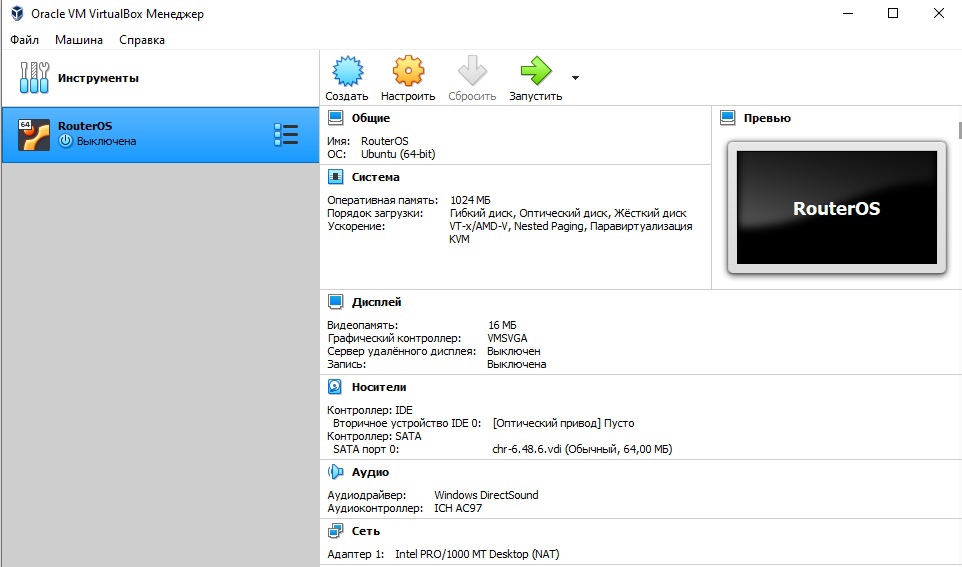 Oracle VM VirtualBox Менеджер
Файл Машина Справка
Инструменты
Создать Настроить Сбросить Запустить
64
RouterOS
Выключена
Общие
Имя: RouterOS
ОС: Ubuntu (64-bit)
Превью
RouterOS
Система
Оперативная память: 1024 МБ
Порядок загрузки: Гибкий диск, Оптический диск, Жёсткий диск
Ускорение: VT-x/AMD-V, Nested Paging, Паравиртуализация
KVM
Дисплей
Видеопамять: 16 МБ
Графический контроллер: VMSVGA
Сервер удалённого дисплея: Выключен
Запись: Выключена
Носители
Контроллер: IDE
Вторичное устройство IDE 0: [Оптический привод] Пусто
Контроллер: SATA
SATA порт 0: chr-6.48.6.vdi (Обычный, 64,00 МБ)
Аудио
Аудиодрайвер: Windows DirectSound
Аудиоконтроллер: ICH AC97
Сеть
Адаптер 1: Intel PRO/1000 MT Desktop (NAT)